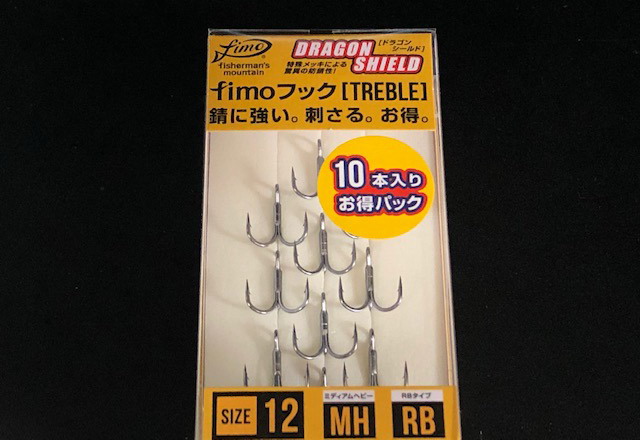 fimo
fisherman's
mountain
DRAGON
SHIELD
[ドラゴン
シールド]
特殊メッキによる
驚異の防錆性!
fimoフック[TREBLE]
錆に強い。刺さる。お得。
10本入り
お得パック
SIZE 12
ミディアムヘビー
MH
RBタイプ
RB